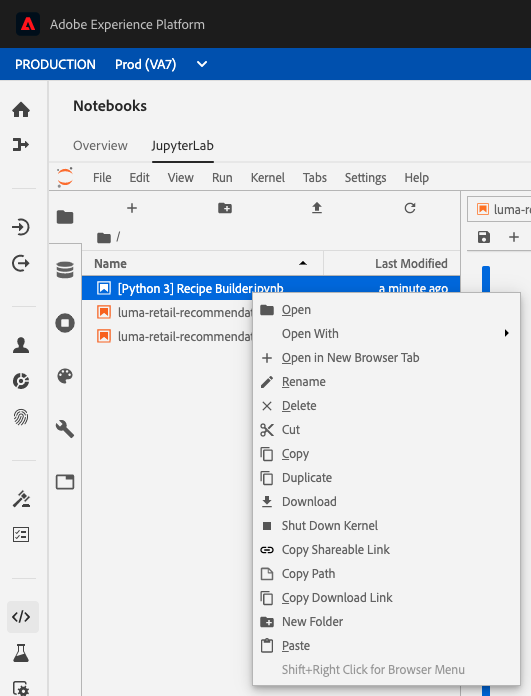 Adobe Experience Platform
PRODUCTION Prod (VA7)
Notebooks
Overview JupyterLab
File Edit View Run Kernel Tabs Settings Help
luma-re
/
Name Last Modified
[Python 3] Recipe Builder.ipynb a minute ago
luma-retail-recommendat
luma-retail-recommendat
Open
Open With
Open in New Browser Tab
Rename
Delete
Cut
Copy
Duplicate
Download
Shut Down Kernel
Copy Shareable Link
Copy Path
Copy Download Link
New Folder
Paste
Shift+Right Click for Browser Menu